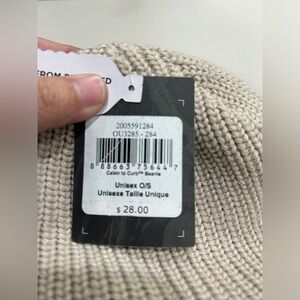 FROM
2005591284
OU3285 - 284
8 88663 75644 7
Cabin to Curb™ Beanie
Unisex O/S
Unisexe Taille Unique
$ 28.00